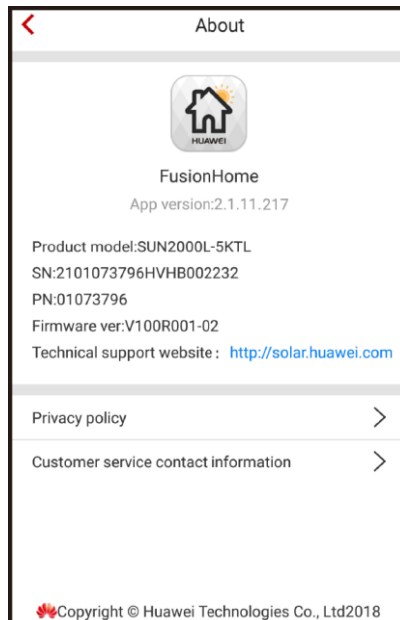 About
HUAWEI
FusionHome
App version:2.1.11.217
Product model:SUN2000L-5KTL
SN:2101073796HVHB002232
PN:01073796
Firmware ver:V100R001-02
Technical support website : http://solar.huawei.com
Privacy policy
Customer service contact information
Copyright © Huawei Technologies Co., Ltd2018